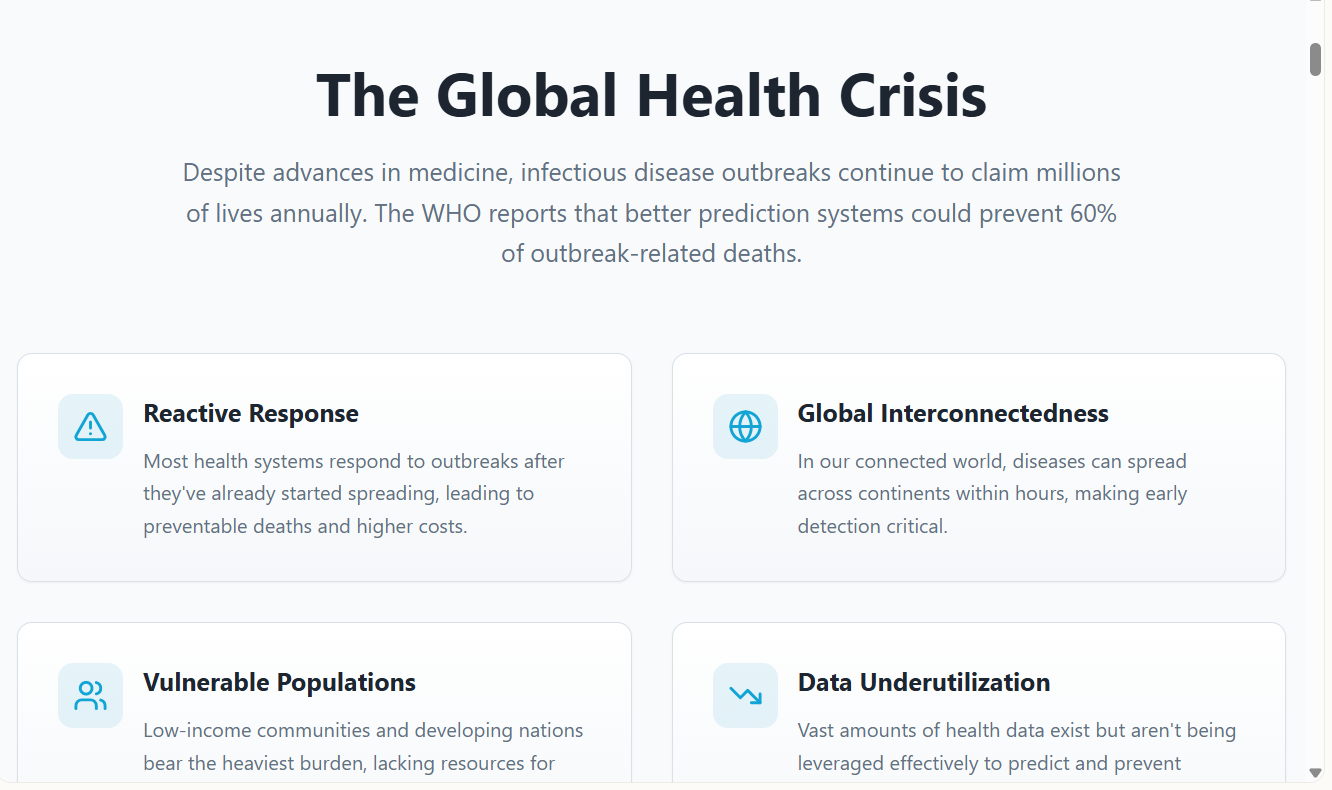 The Global Health Crisis
Despite advances in medicine, infectious disease outbreaks continue to claim millions
of lives annually. The WHO reports that better prediction systems could prevent 60%
of outbreak-related deaths.
Reactive Response
Most health systems respond to outbreaks after
they've already started spreading, leading to
preventable deaths and higher costs.
Global Interconnectedness
In our connected world, diseases can spread
across continents within hours, making early
detection critical.
Vulnerable Populations
Low-income communities and developing nations
bear the heaviest burden, lacking resources for
Data Underutilization
Vast amounts of health data exist but aren't being
leveraged effectively to predict and prevent